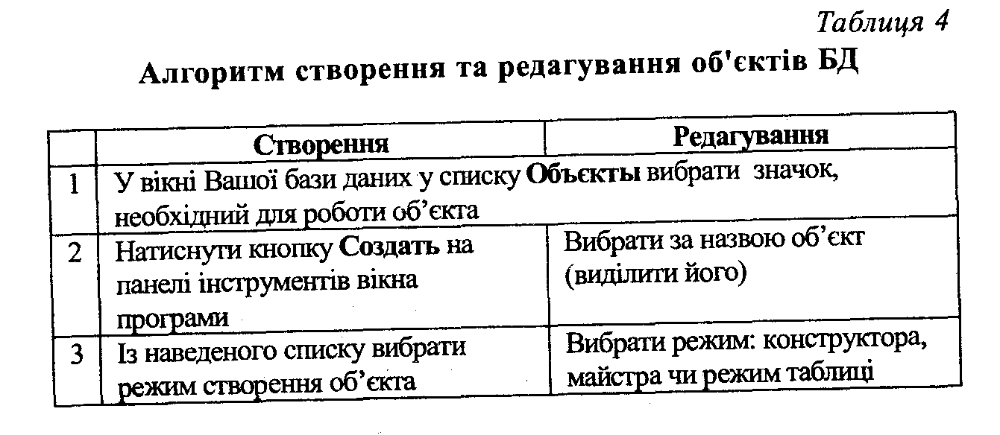 Таблиця 4
Алгоритм створення та редагування об'єктів БД
Створення Редагування
1 У вікні Вашої бази даних у списку Объєкты вибрати значок,
необхідний для роботи об’єкта
2 Натиснути кнопку Создать на
панелі інструментів вікна
програми
Вибрати за назвою об’єкт
(виділити його)
3 Із наведеного списку вибрати
режим створення об’єкта
Вибрати режим: конструктора,
майстра чи режим таблиці